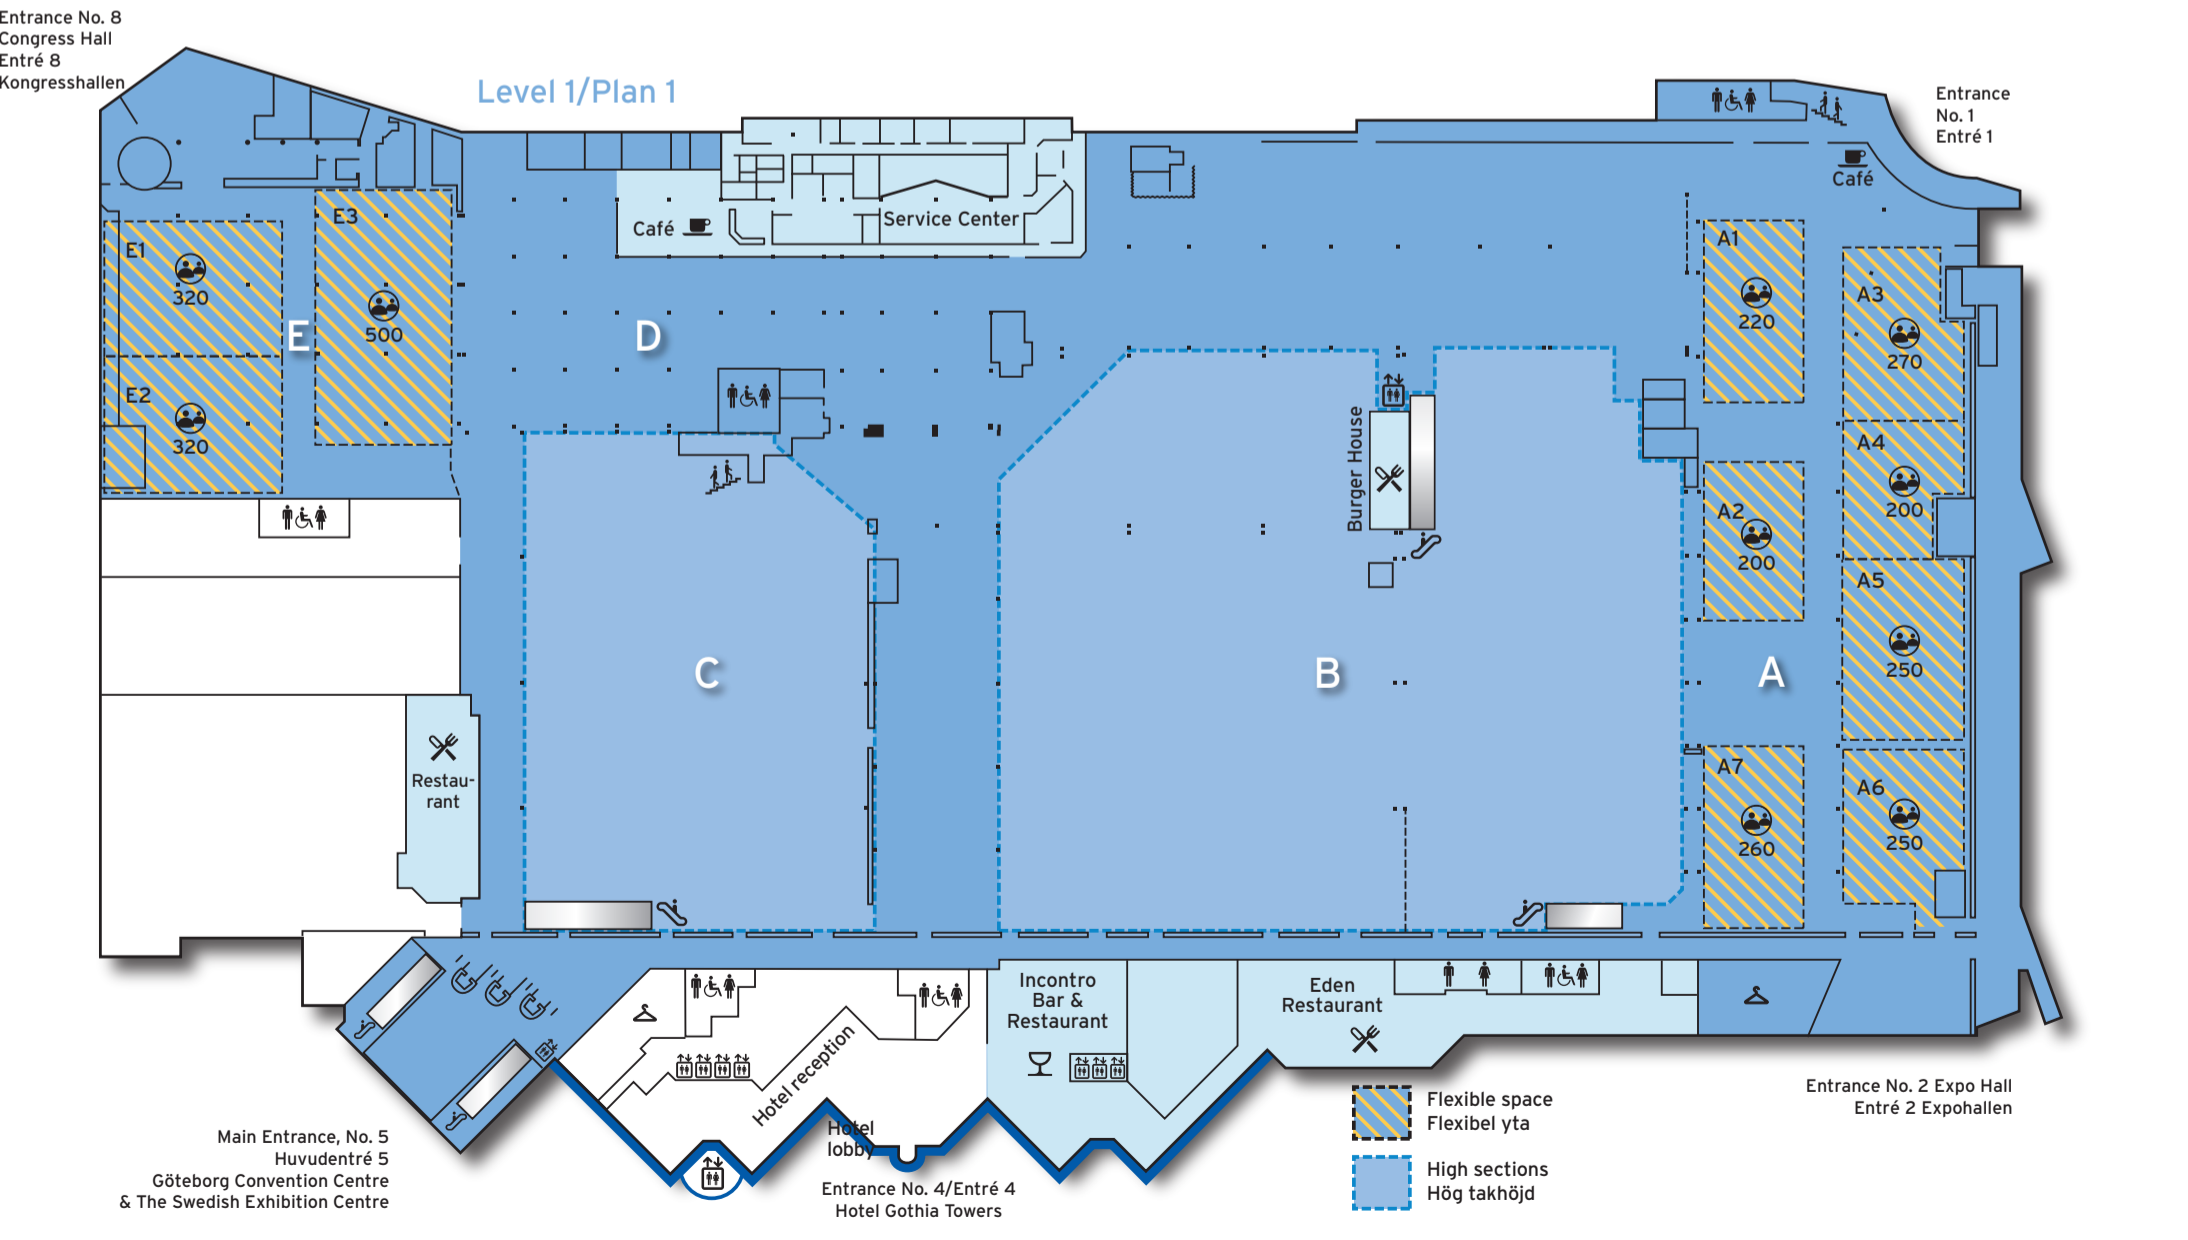 Entrance No. 8
Congress Hall
Entré 8
Kongresshallen
Level 1/Plan 1
Entrance
No. 1
Entré 1
Café
Café
Service Center
E1
320
E2
320
E
E3
500
D
A1
220
A2
200
A3
270
A4
200
A5
250
A6
250
A7
260
A
Burger House
B
C
Restau-
rant
Incontro
Bar &
Restaurant
Eden
Restaurant
Hotel reception
Hotel
lobby
Main Entrance, No. 5
Huvudentré 5
Göteborg Convention Centre
& The Swedish Exhibition Centre
Entrance No. 4/Entré 4
Hotel Gothia Towers
Entrance No. 2 Expo Hall
Entré 2 Expohallen
Flexible space
Flexibel yta
High sections
Hög takhöjd